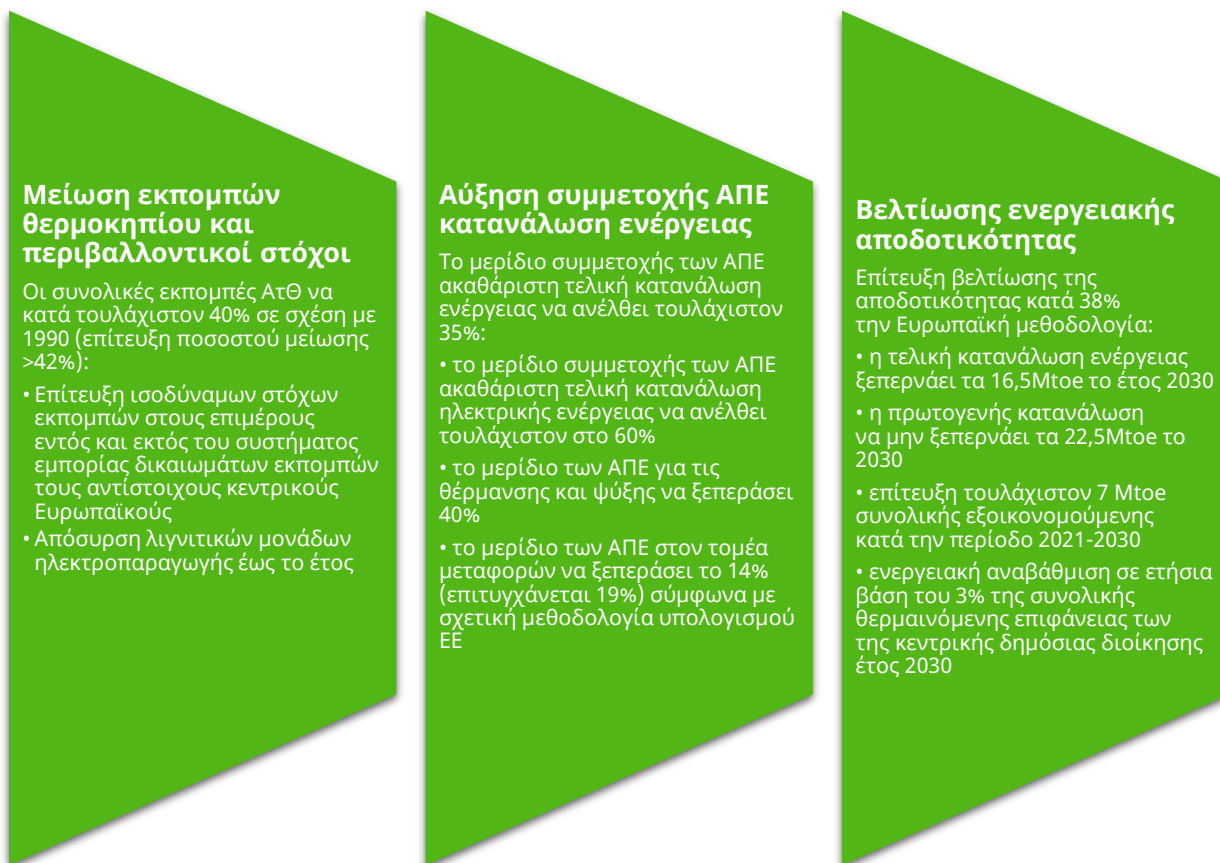 Μείωση εκπομπών
θερμοκηπίου και
περιβαλλοντικοί στόχοι
Οι συνολικές εκπομπές ΑτΘ να
κατά τουλάχιστον 40% σε σχέση με
1990 (επίτευξη ποσοστού μείωσης
>42%):
• Επίτευξη ισοδύναμων στόχων
εκπομπών στους επιμέρους
εντός και εκτός του συστήματος
εμπορίας δικαιωμάτων εκπομπών
τους αντίστοιχους κεντρικούς
Ευρωπαϊκούς
• Απόσυρση λιγνιτικών μονάδων
ηλεκτροπαραγωγής έως το έτος
Αύξηση συμμετοχής ΑΠΕ
κατανάλωση ενέργειας
Το μερίδιο συμμετοχής των ΑΠΕ
ακαθάριστη τελική κατανάλωση
ενέργειας να ανέλθει τουλάχιστον
35%:
• το μερίδιο συμμετοχής των ΑΠΕ
ακαθάριστη τελική κατανάλωση
ηλεκτρικής ενέργειας να ανέλθει
τουλάχιστον στο 60%
• το μερίδιο των ΑΠΕ για τις
θέρμανσης και ψύξης να ξεπεράσει
40%
• το μερίδιο των ΑΠΕ στον τομέα
μεταφορών να ξεπεράσει το 14%
(επιτυγχάνεται 19%) σύμφωνα με
σχετική μεθοδολογία υπολογισμού
ΕΕ
Βελτίωσης ενεργειακής
αποδοτικότητας
Επίτευξη βελτίωσης της
αποδοτικότητας κατά 38%
την Ευρωπαϊκή μεθοδολογία:
• η τελική κατανάλωση ενέργειας
ξεπερνάει τα 16,5Mtoe το έτος 2030
• η πρωτογενής κατανάλωση
να μην ξεπερνάει τα 22,5Mtoe το
2030
• επίτευξη τουλάχιστον 7 Mtoe
συνολικής εξοικονομούμενης
κατά την περίοδο 2021-2030
• ενεργειακή αναβάθμιση σε ετήσια
βάση του 3% της συνολικής
θερμαινόμενης επιφάνειας των
της κεντρικής δημόσιας διοίκησης
έτος 2030